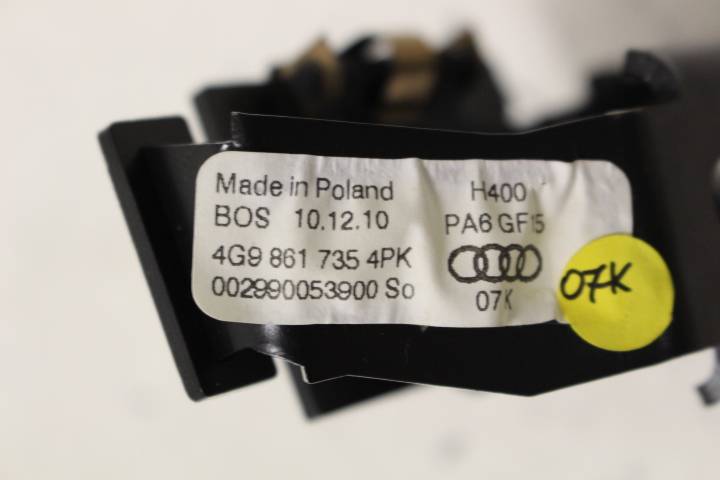 Made in Poland
BOS 10.12.10
4G9 861 735 4PK
002990053900 So
H400
PA6 GF15
07K
07K